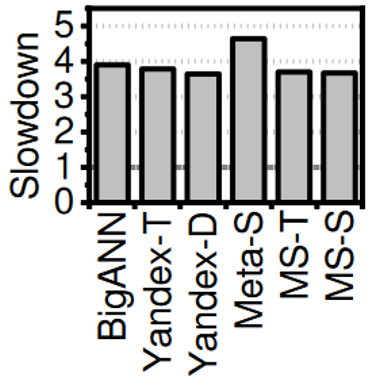 Slowdown
5
4
3
2
1
0
BigANN
Yandex-T
Yandex-D
Meta-S
MS-T
MS-S